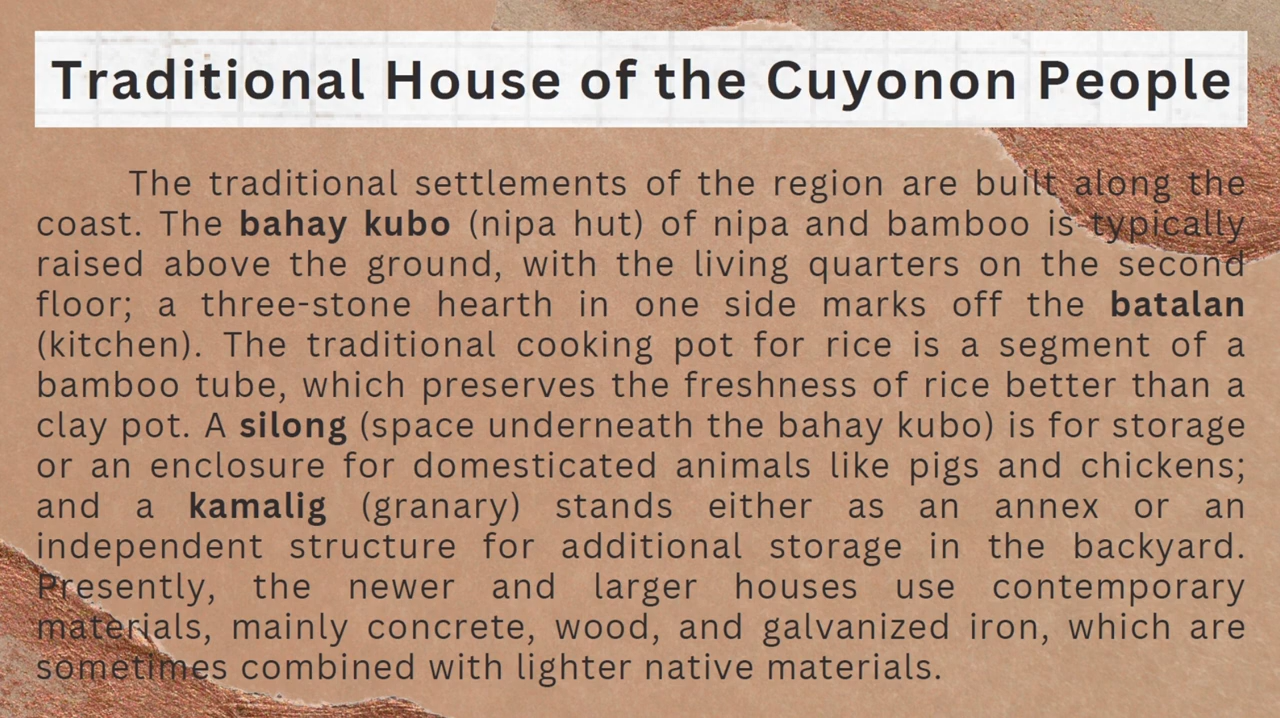 Traditional House of the Cuyonon People
The traditional settlements of the region are built along the
coast. The bahay kubo (nipa hut) of nipa and bamboo is typically
raised above the ground, with the living quarters on the second
floor; a three-stone hearth in one side marks off the batalan
(kitchen). The traditional cooking pot for rice is a segment of a
bamboo tube, which preserves the freshness of rice better than a
clay pot. A silong (space underneath the bahay kubo) is for storage
or an enclosure for domesticated animals like pigs and chickens;
and a kamalig (granary) stands either as an annex or an
independent structure for additional storage in the backyard.
Presently, the newer and larger houses use contemporary
materials, mainly concrete, wood, and galvanized iron, which are
sometimes combined with lighter native materials.